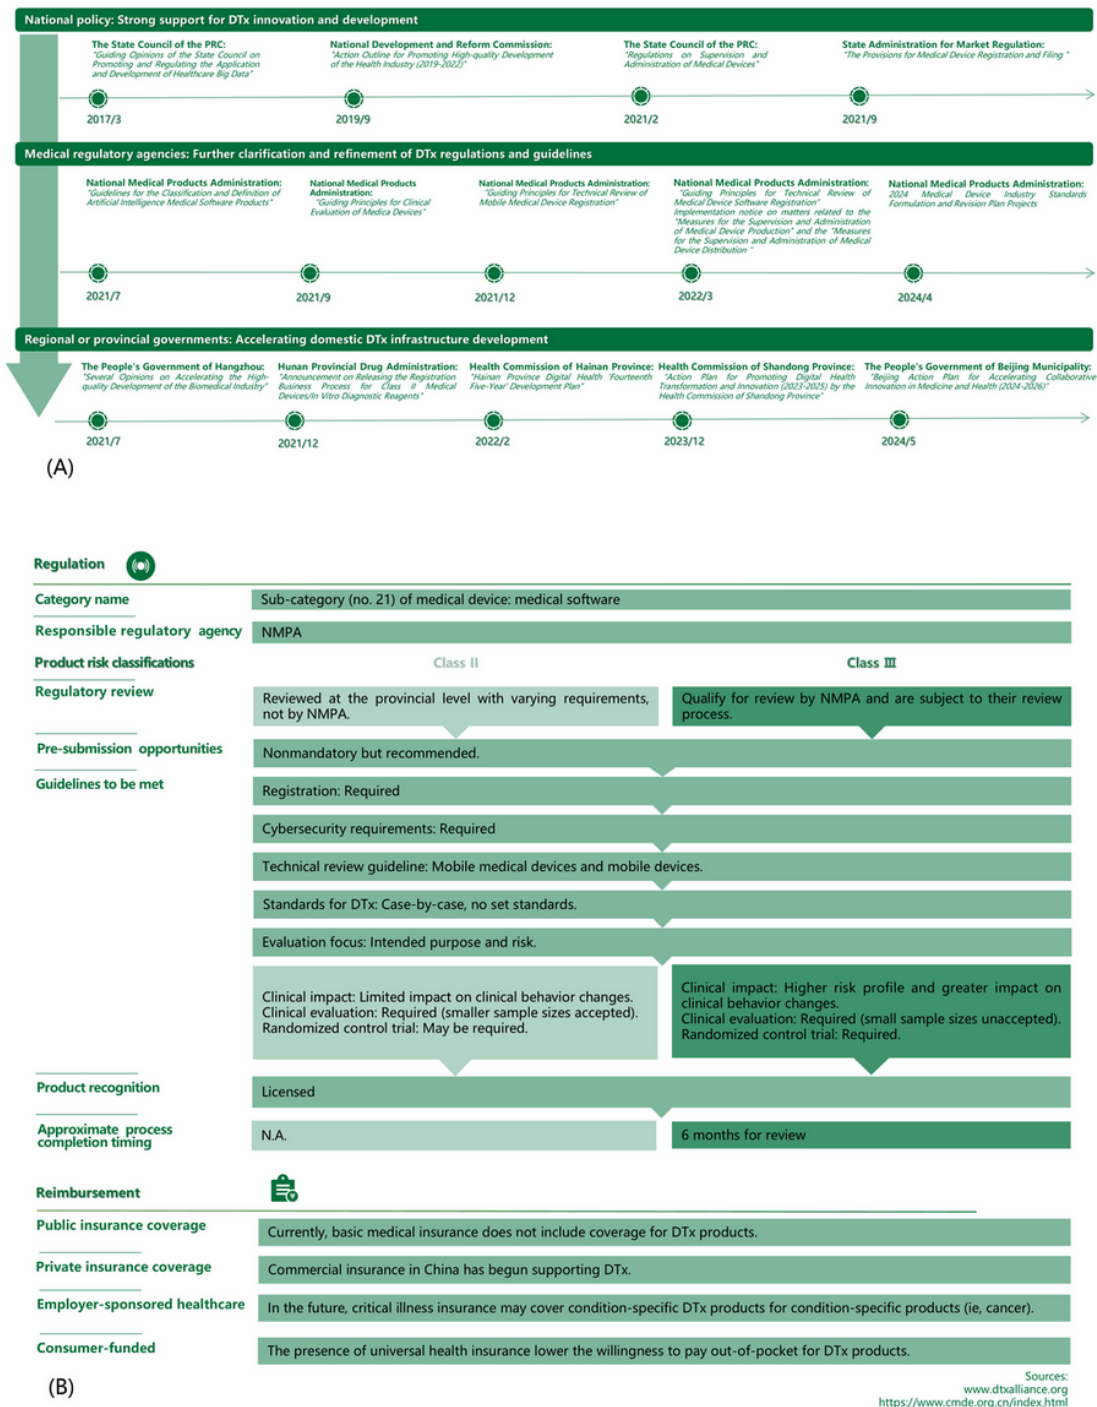 National policy: Strong support for DTx innovation and development
The State Council of the PRC:
"Guiding Opinions of the State Council on
Promoting and Regulating the Application
and Development of Healthcare Big Data"
2017/3
National Development and Reform Commission:
"Action Outline for Promoting High-quality Development
of the Health Industry (2019-2022)"
2019/9
The State Council of the PRC:
"Regulations on Supervision and
Administration of Medical Devices"
2021/2
State Administration for Market Regulation:
"The Provisions for Medical Device Registration and Filing "
2021/9
Medical regulatory agencies: Further clarification and refinement of DTx regulations and guidelines
National Medical Products Administration:
"Guidelines for the Classification and Definition of
Artificial Intelligence Medical Software Products"
2021/7
National Medical Products
Administration:
"Guiding Principles for Clinical
Evaluation of Medica Devices"
2021/9
National Medical Products Administration:
"Guiding Principles for Technical Review of
Mobile Medical Device Registration"
2021/12
National Medical Products Administration:
"Guiding Principles for Technical Review of
Medical Device Software Registration"
Implementation notice on matters related to the
"Measures for the Supervision and Administration
of Medical Device Production" and the "Measures
for the Supervision and Administration of Medical
Device Distribution "
2022/3
National Medical Products Administration:
2024 Medical Device Industry Standards
Formulation and Revision Plan Projects
2024/4
Regional or provincial governments: Accelerating domestic DTx infrastructure development
The People's Government of Hangzhou:
"Several Opinions on Accelerating the High-
quality Development of the Biomedical Industry"
2021/7
Hunan Provincial Drug Administration:
"Announcement on Releasing the Registration
Business Process for Class II Medical
Devices/In Vitro Diagnostic Reagents"
2021/12
Health Commission of Hainan Province:
"Hainan Province Digital Health 'Fourteenth
Five-Year' Development Plan"
2022/2
Health Commission of Shandong Province:
"Action Plan for Promoting Digital Health
Transformation and Innovation (2023-2025) by the
Health Commission of Shandong Province"
2023/12
The People's Government of Beijing Municipality:
"Beijing Action Plan for Accelerating Collaborative
Innovation in Medicine and Health (2024-2026)"
2024/5
(A)
Regulation
Category name
Sub-category (no. 21) of medical device: medical software
Responsible regulatory agency
NMPA
Product risk classifications
Class II
Class III
Regulatory review
Reviewed at the provincial level with varying requirements,
not by NMPA.
Qualify for review by NMPA and are subject to their review
process.
Pre-submission opportunities
Nonmandatory but recommended.
Guidelines to be met
Registration: Required
Cybersecurity requirements: Required
Technical review guideline: Mobile medical devices and mobile devices.
Standards for DTx: Case-by-case, no set standards.
Evaluation focus: Intended purpose and risk.
Clinical impact: Limited impact on clinical behavior changes.
Clinical evaluation: Required (smaller sample sizes accepted).
Randomized control trial: May be required.
Clinical impact: Higher risk profile and greater impact on
clinical behavior changes.
Clinical evaluation: Required (small sample sizes unaccepted).
Randomized control trial: Required.
Product recognition
Licensed
Approximate process
completion timing
N.A.
6 months for review
Reimbursement
Public insurance coverage
Currently, basic medical insurance does not include coverage for DTx products.
Private insurance coverage
Commercial insurance in China has begun supporting DTx.
Employer-sponsored healthcare
In the future, critical illness insurance may cover condition-specific DTx products for condition-specific products (ie, cancer).
Consumer-funded
The presence of universal health insurance lower the willingness to pay out-of-pocket for DTx products.
(B)
Sources:
www.dtxalliance.org
https://www.cmde.org.cn/index.html